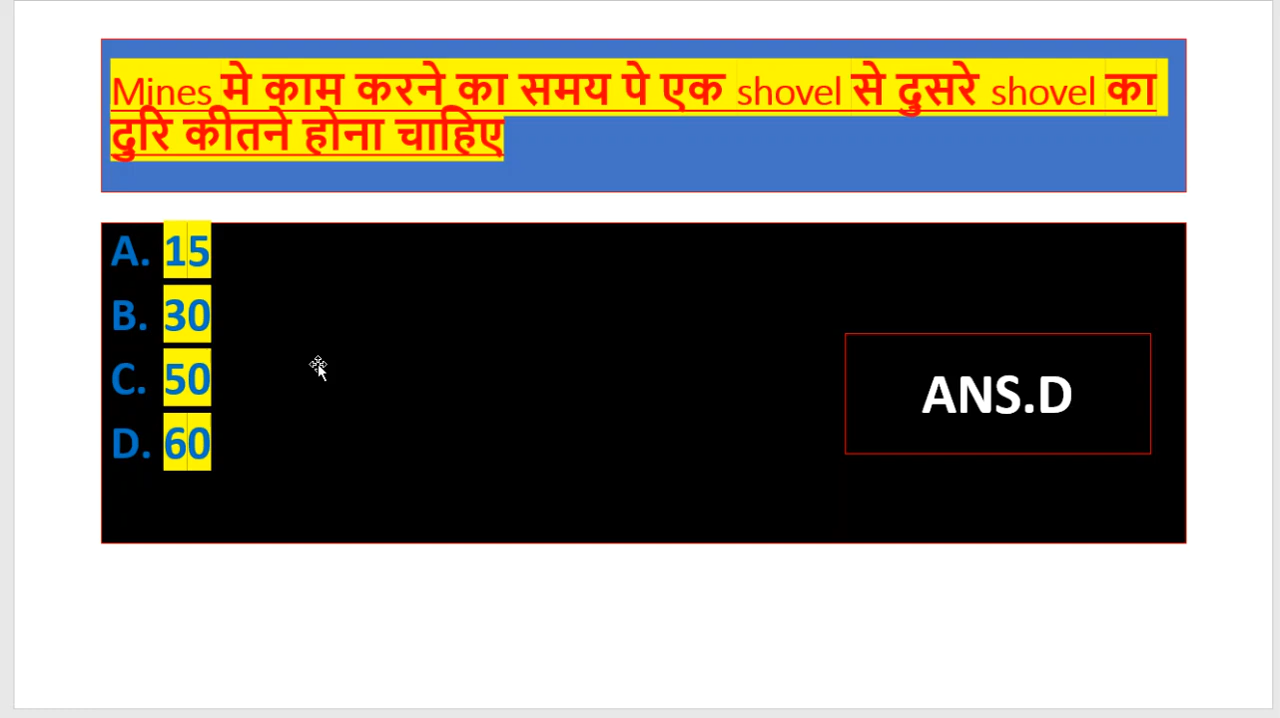 Mines मे काम करने का समय पे एक shovel से दुसरे shovel का
दुरि कीतने होना चाहिए
A. 15
B. 30
C. 50
D. 60
ANS.D